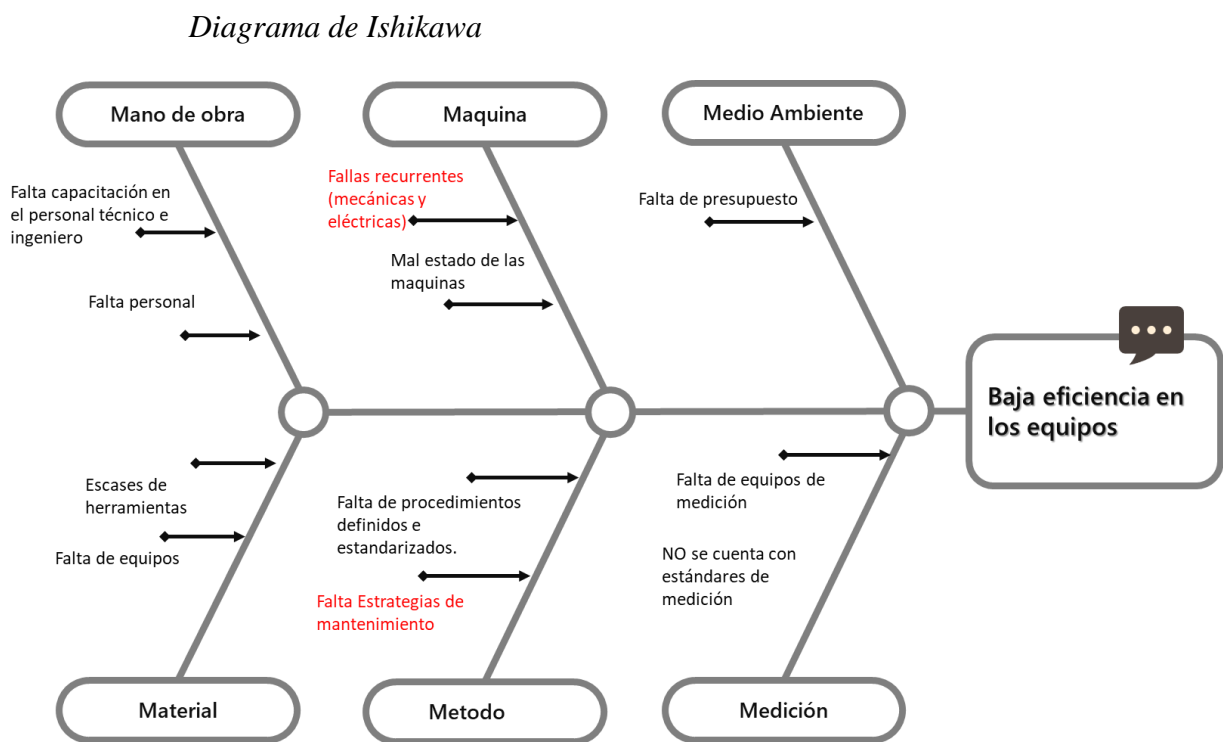 Diagrama de Ishikawa
Mano de obra
Maquina
Medio Ambiente
Falta capacitación en
el personal técnico e
ingeniero
Falta personal
Fallas recurrentes
(mecánicas y
eléctricas)
Mal estado de las
maquinas
Falta de presupuesto
Baja eficiencia en
los equipos
Escases de
herramientas
Falta de equipos
Falta de procedimientos
definidos e
estandarizados.
Falta Estrategias de
mantenimiento
Falta de equipos de
medición
NO se cuenta con
estándares de
medición
Material
Metodo
Medición